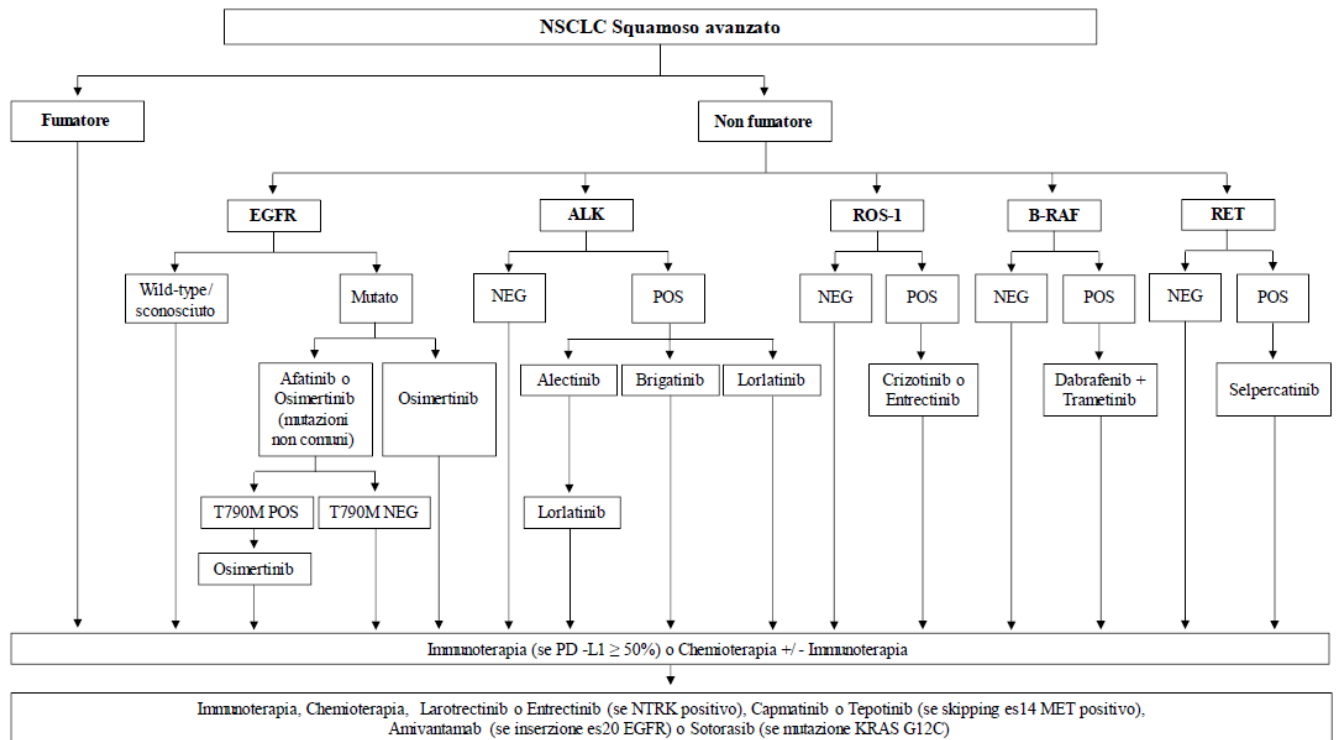 NSCLC Squamoso avanzato
Fumatore
Non fumatore
EGFR
ALK
ROS-1
B-RAF
RET
Wild-type/
sconosciuto
Mutato
NEG
POS
NEG
POS
NEG
POS
NEG
POS
Afatinib o
Osimertinib
(mutazioni
non comuni)
Osimertinib
Alectinib
Brigatinib
Lorlatinib
Crizotinib o
Entrectinib
Dabrafenib +
Trametinib
Selpercatinib
T790M POS
T790M NEG
Lorlatinib
Osimertinib
Immunoterapia (se PD -L1 ≥ 50%) o Chemioterapia +/ - Immunoterapia
Immunoterapia, Chemioterapia, Larotrectinib o Entrectinib (se NTRK positivo), Capmatinib o Tepotinib (se skipping es14 MET positivo),
Amivantamab (se inserzione es20 EGFR) o Sotorasib (se mutazione KRAS G12C)